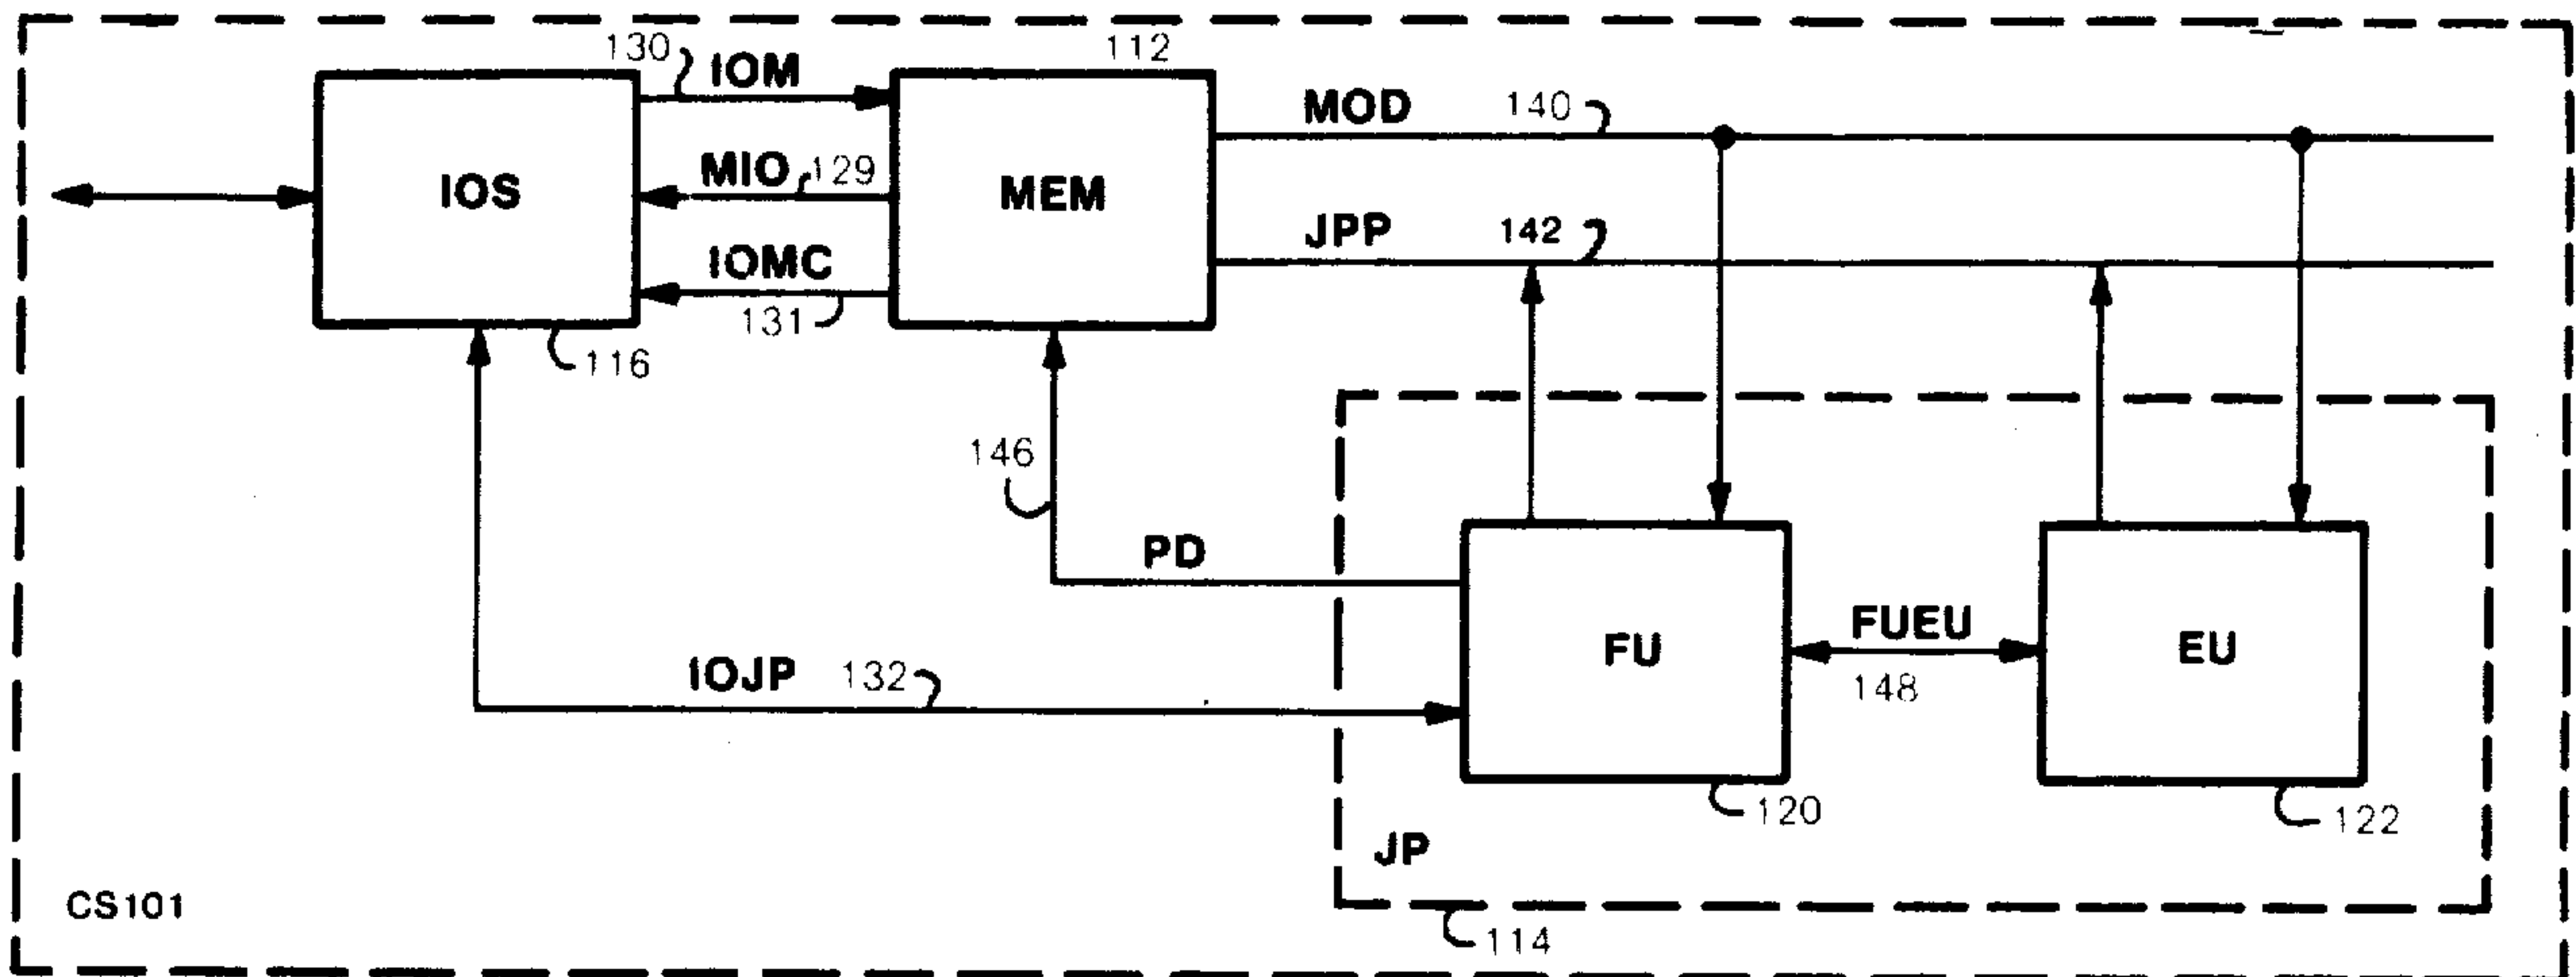 130
IOM
112
MOD
140
MIO
129
IOS
MEM
JPP
142
IOMC
131
116
146
PD
FUEU
FU
EU
IOJP
132
148
120
122
JP
CS101
114